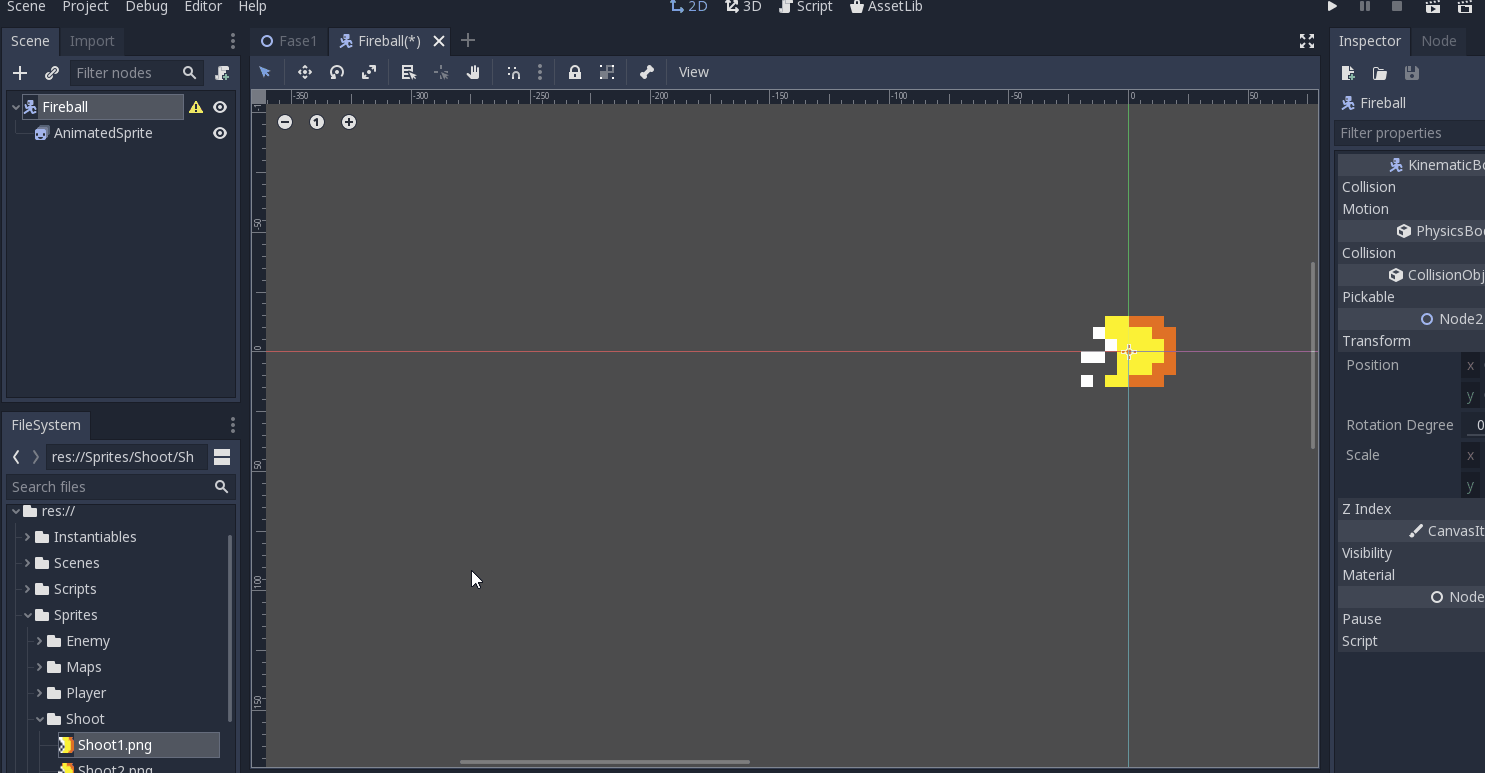 Scene Project Debug Editor Help 2D 3D Script AssetLib
Scene Import
Filter nodes
Fireball
AnimatedSprite
FileSystem
res://Sprites/Shoot/Sh
Search files
res://
Instantiables
Scenes
Scripts
Sprites
Enemy
Maps
Player
Shoot
Shoot1.png
Shoot2.png
Fase1 Fireball(*)
View
-350 -300 -250 -200 -150 -100 -50 0 50
1
-50
0
50
100
150
Inspector Node
Fireball
Filter properties
KinematicBo
Collision
Motion
PhysicsBo
Collision
CollisionObj
Pickable
Node2
Transform
Position x
y
Rotation Degree 0
Scale x
y
Z Index
CanvasIt
Visibility
Material
Node
Pause
Script